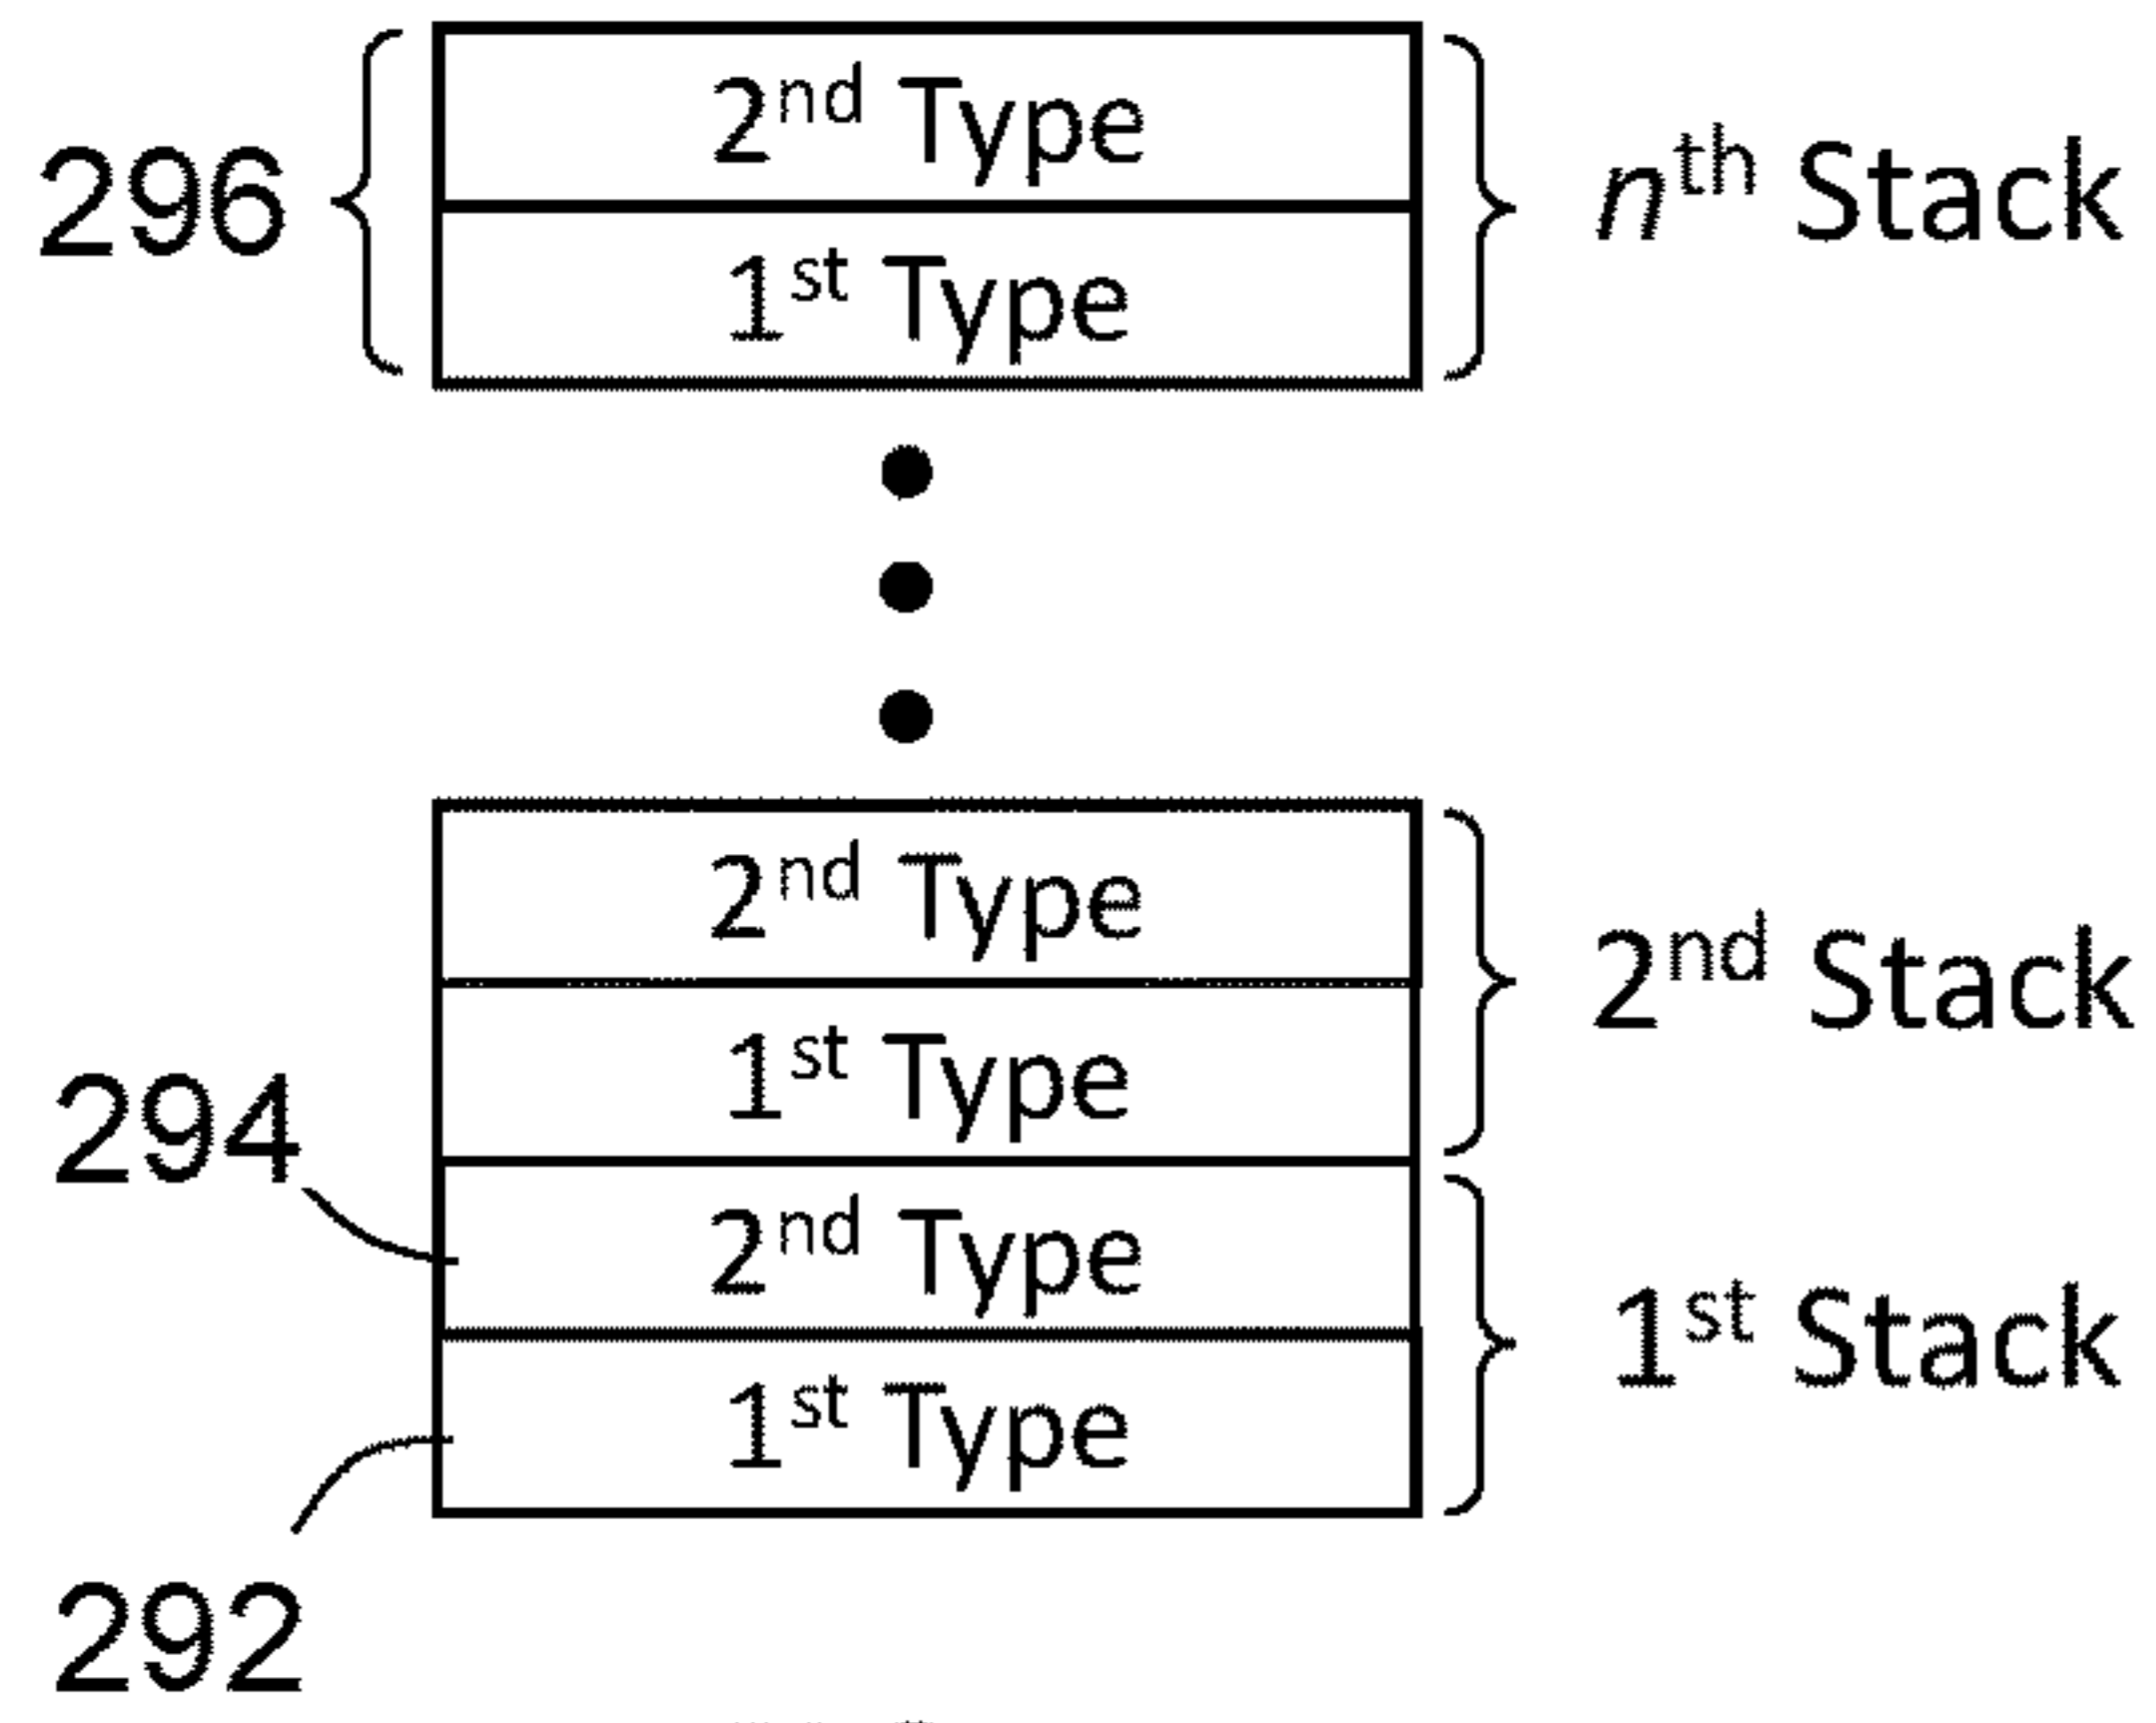 2nd Type
296
nth Stack
1st Type
2nd Type
2nd Stack
1st Type
294
2nd Type
1st Stack
1st Type
292